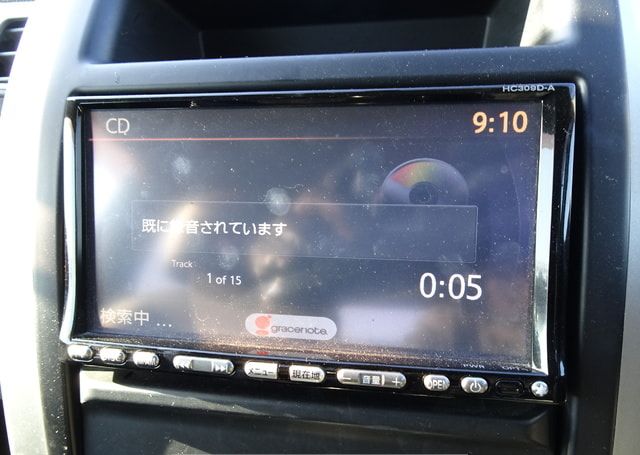 HC309D-A
CD 9:10
既に録音されています
Track
1 of 15 0:05
検索中 ...
gracenote
メニュー 現在地 － 音量 ＋ OPEN